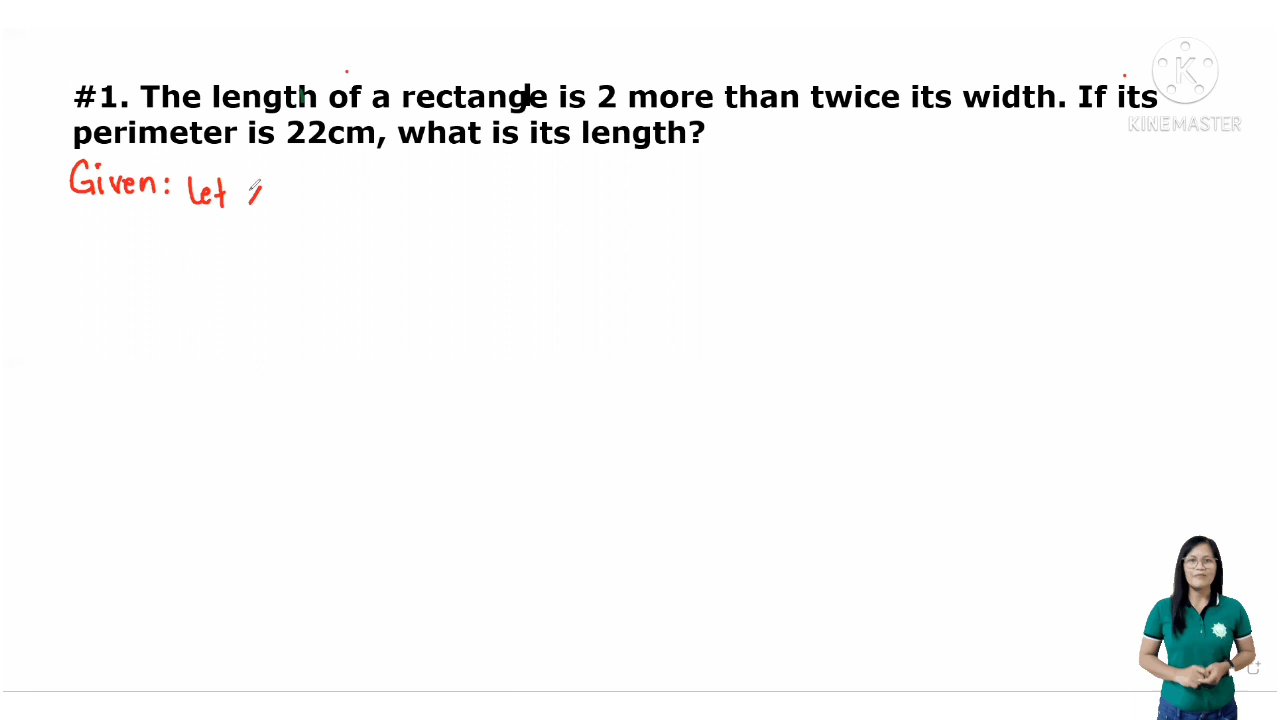 #1. The length of a rectange is 2 more than twice its width. If its
perimeter is 22cm, what is its length?
Given: let
KINEMASTER